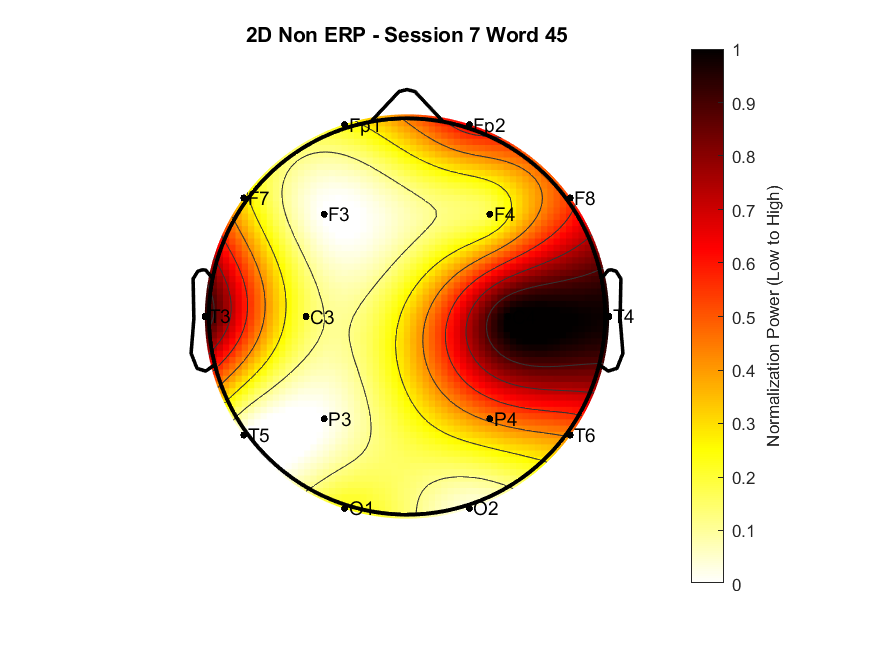 2D Non ERP - Session 7 Word 45
Fp1
Fp2
F7
F3
F4
F8
T3
C3
T4
T5
P3
P4
T6
O1
O2
1
0.9
0.8
0.7
0.6
0.5
0.4
0.3
0.2
0.1
0
Normalization Power (Low to High)